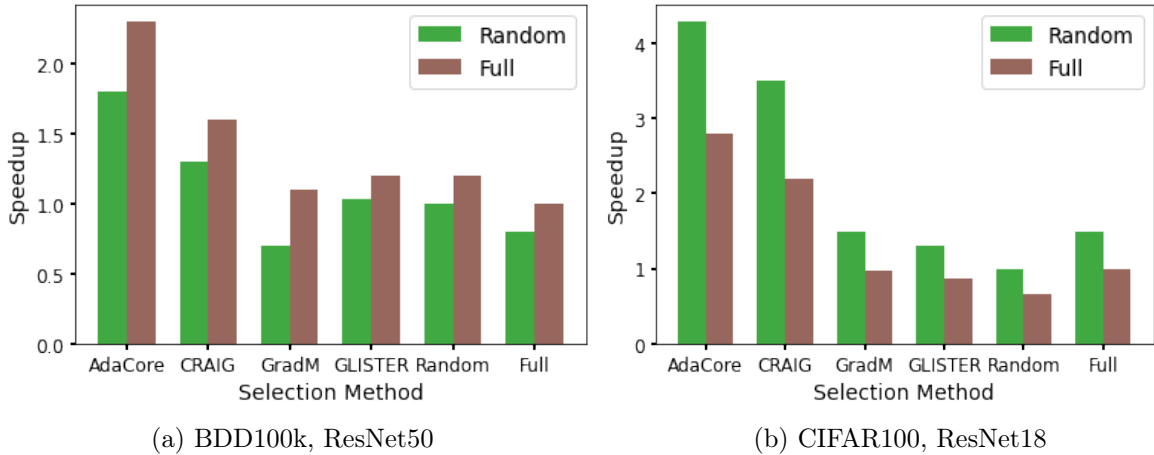 Random
Full
2.0
1.5
1.0
0.5
0.0
Speedup
AdaCore CRAIG GradM GLISTER Random Full
Selection Method
(a) BDD100k, ResNet50
Random
Full
4
3
2
1
0
Speedup
AdaCore CRAIG GradM GLISTER Random Full
Selection Method
(b) CIFAR100, ResNet18